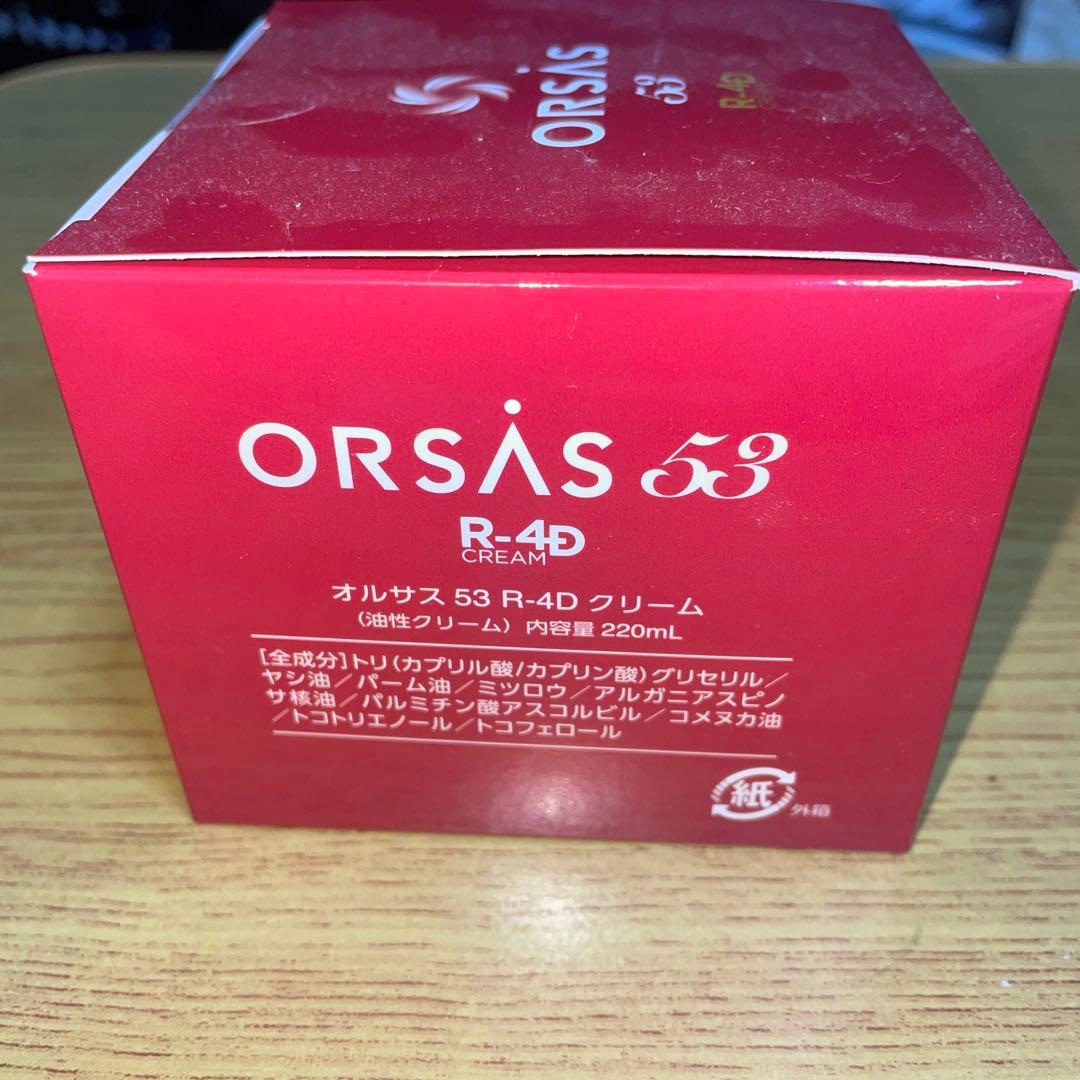 ORSÅS
53
R-4D
ORSÅS 53
R-4D
CREAM
オルサス 53 R-4D クリーム
(油性クリーム) 内容量 220mL
[全成分]トリ(カプリル酸/カプリン酸)グリセリル/
ヤシ油/パーム油/ミツロウ/アルガニアスピノ
サ核油/パルミチン酸アスコルビル/コメヌカ油
/トコトリエノール/トコフェロール
紙
外箱